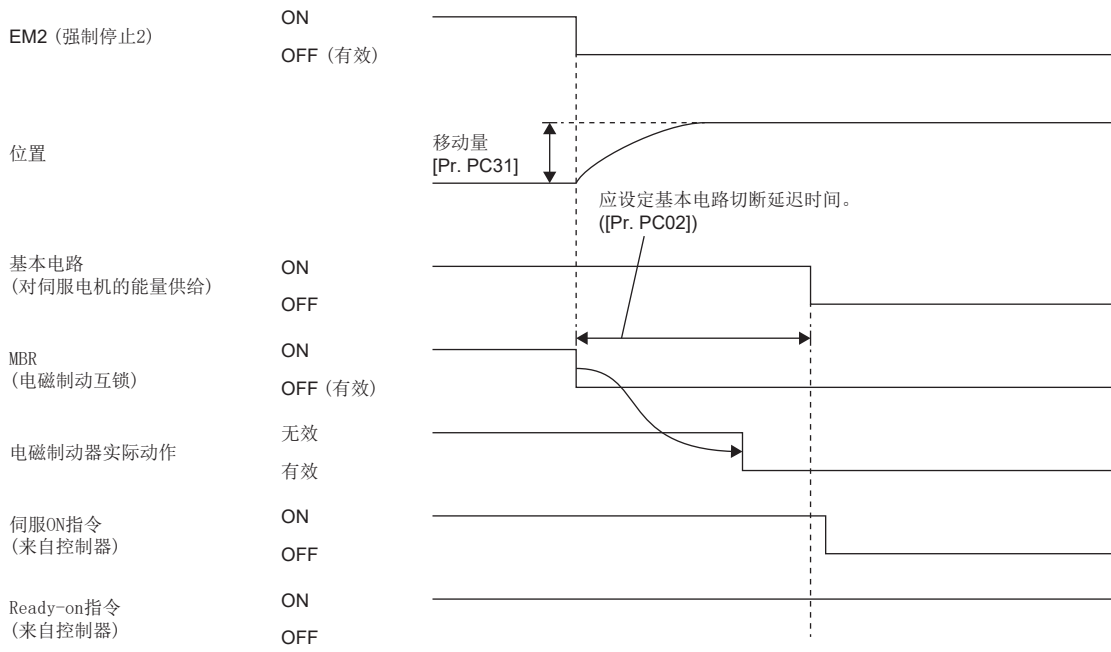 EM2 (强制停止2)
ON
OFF (有效)
位置
移动量
[Pr. PC31]
应设定基本电路切断延迟时间。
([Pr. PC02])
基本电路
(对伺服电机的能量供给)
ON
OFF
MBR
(电磁制动互锁)
ON
OFF (有效)
电磁制动器实际动作
无效
有效
伺服ON指令
(来自控制器)
ON
OFF
Ready-on指令
(来自控制器)
ON
OFF